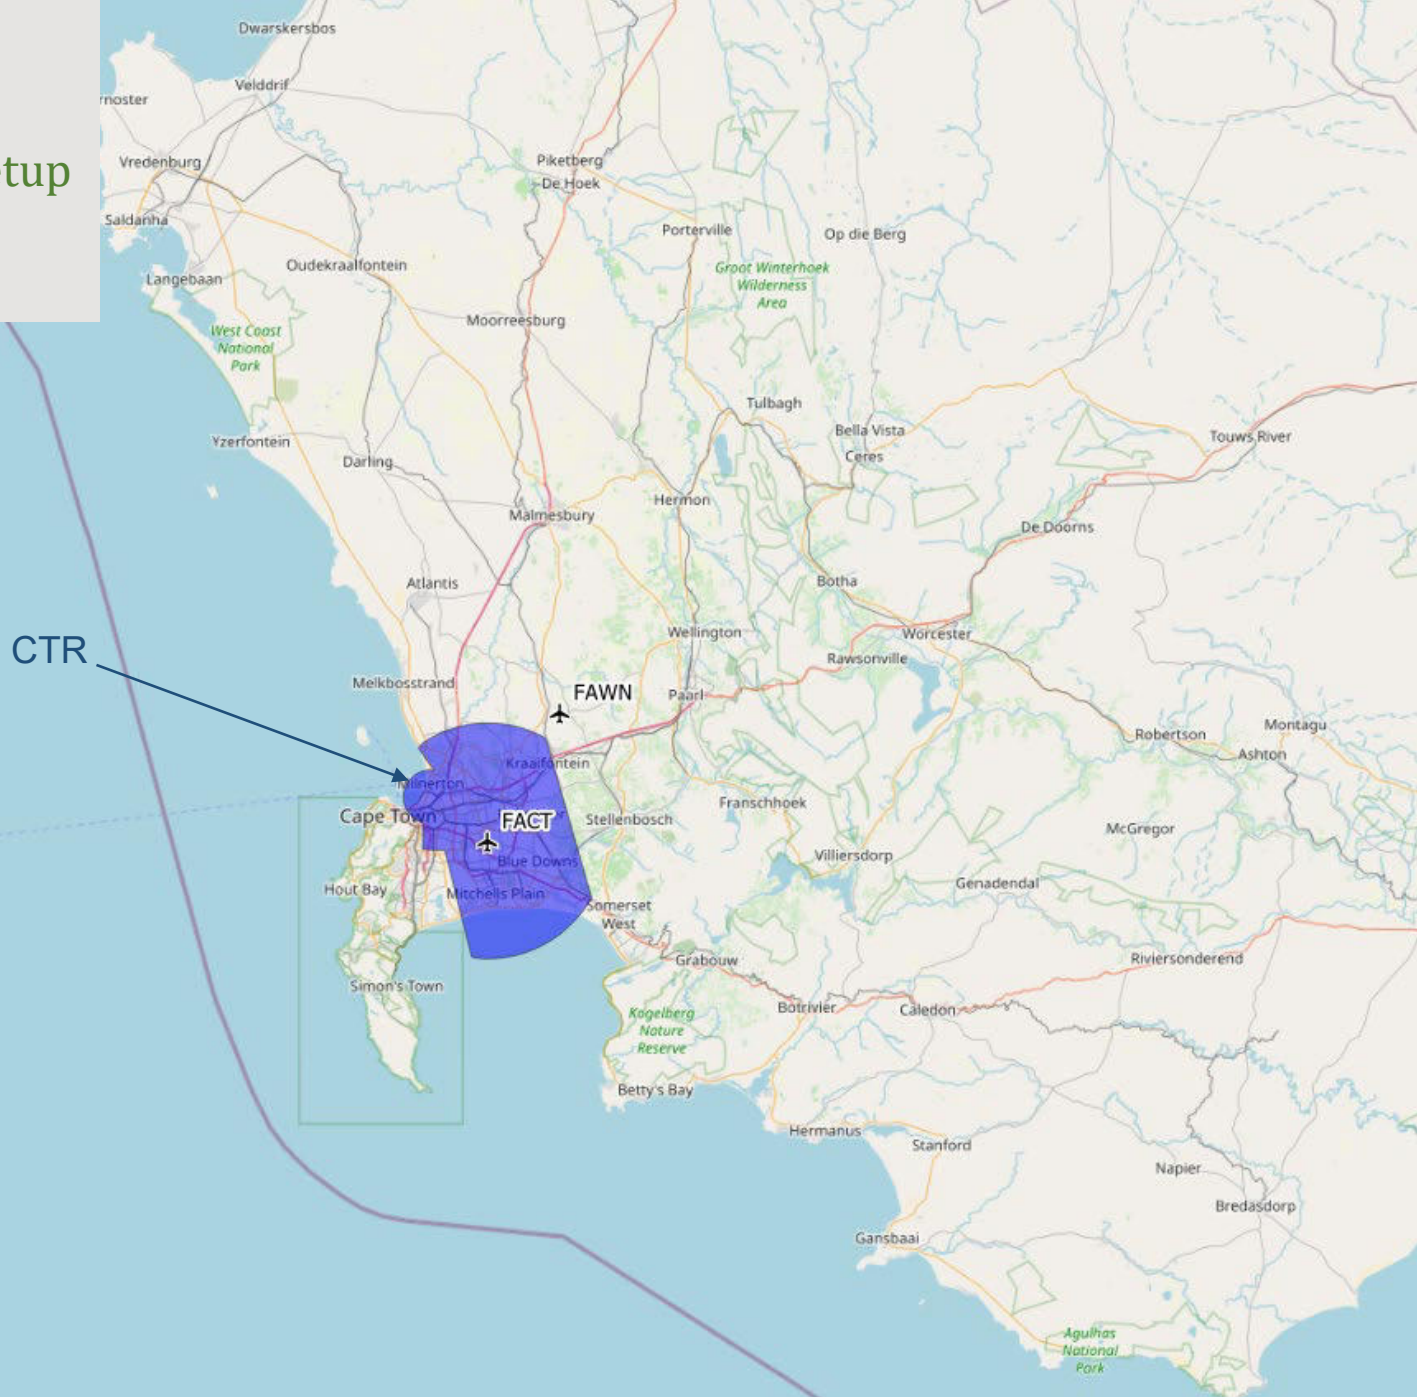 Dwarskersbos
Velddrif
rnoster
Vredenburg
Piketberg
De Hoek
tup
Saldanha
Porterville
Op die Berg
Oudekraalfontein
Groot Winterhoek
Wilderness
Area
Langebaan
Moorreesburg
West Coast
National
Park
Tulbagh
Bella Vista
Ceres
Touws River
Yzerfontein
Darling
Hermon
Malmesbury
De Doorns
Atlantis
Botha
Wellington
Worcester
CTR
Rawsonville
Melkbosstrand
FAWN
Paarl
Montagu
Robertson
Ashton
Kraaifontein
Milnerton
Franschhoek
Cape Town
FACT
Stellenbosch
McGregor
Blue Downs
Villiersdorp
Hout Bay
Mitchells Plain
Genadendal
Somerset
West
Grabouw
Riviersonderend
Simon's Town
Botrivier
Caledon
Kogelberg
Nature
Reserve
Betty's Bay
Hermanus
Stanford
Napier
Bredasdorp
Gansbaai
Agulhas
National
Park